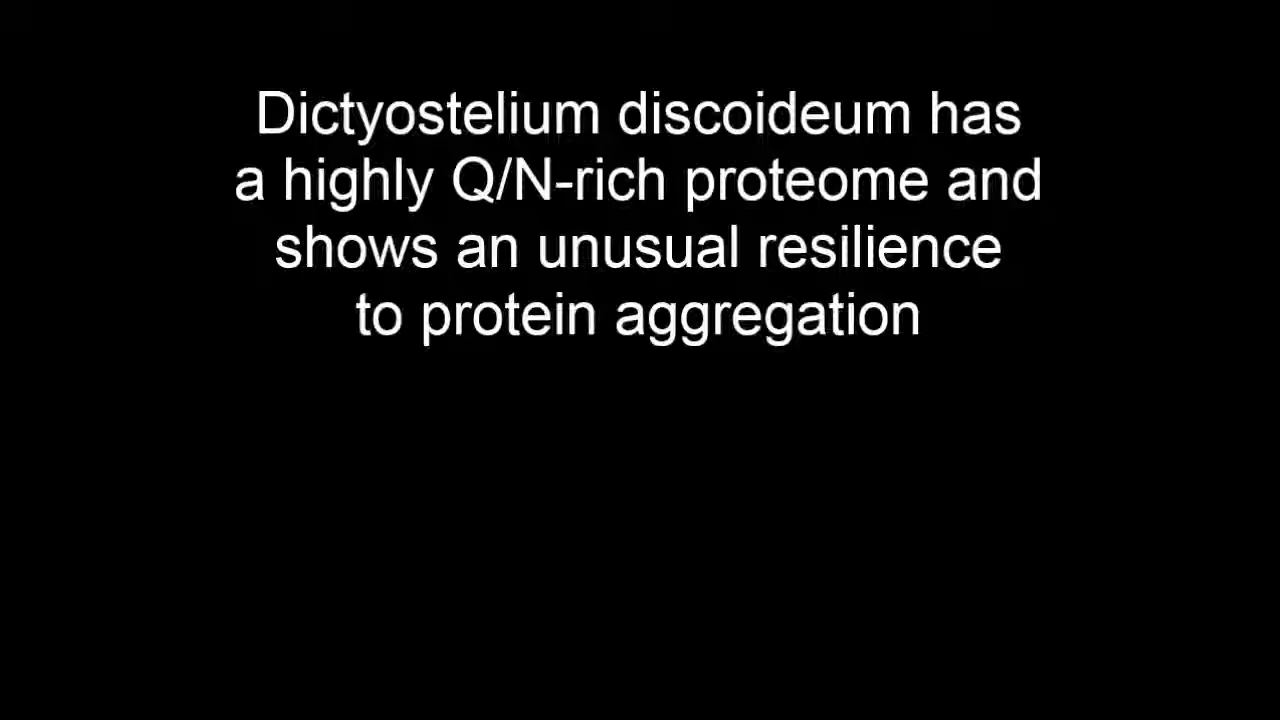 Dictyostelium discoideum has
a highly Q/N-rich proteome and
shows an unusual resilience
to protein aggregation